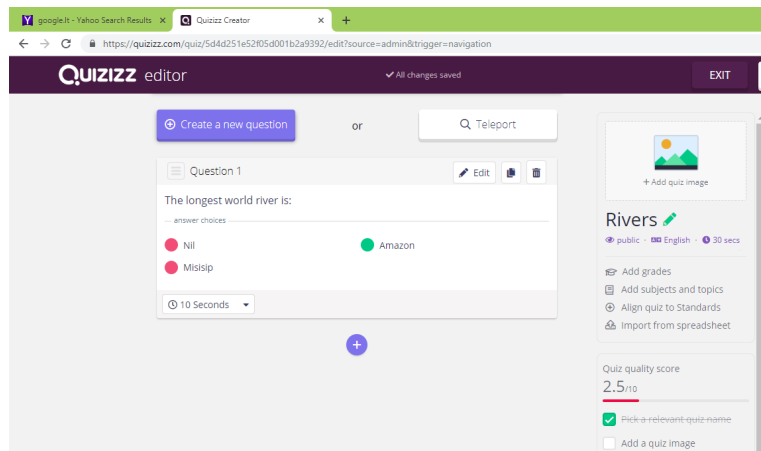 google.lt - Yahoo Search Results
Quizizz Creator
https://quizizz.com/quiz/5d4d251e52f05d001b2a9392/edit?source=admin&trigger=navigation
QUIZIZZ editor
All changes saved
EXIT
Create a new question
or
Teleport
Question 1
Edit
The longest world river is:
answer choices
Nil
Amazon
Misisip
10 Seconds
+ Add quiz image
Rivers
public · English · 30 secs
Add grades
Add subjects and topics
Align quiz to Standards
Import from spreadsheet
Quiz quality score
2.5/10
Pick a relevant quiz name
Add a quiz image